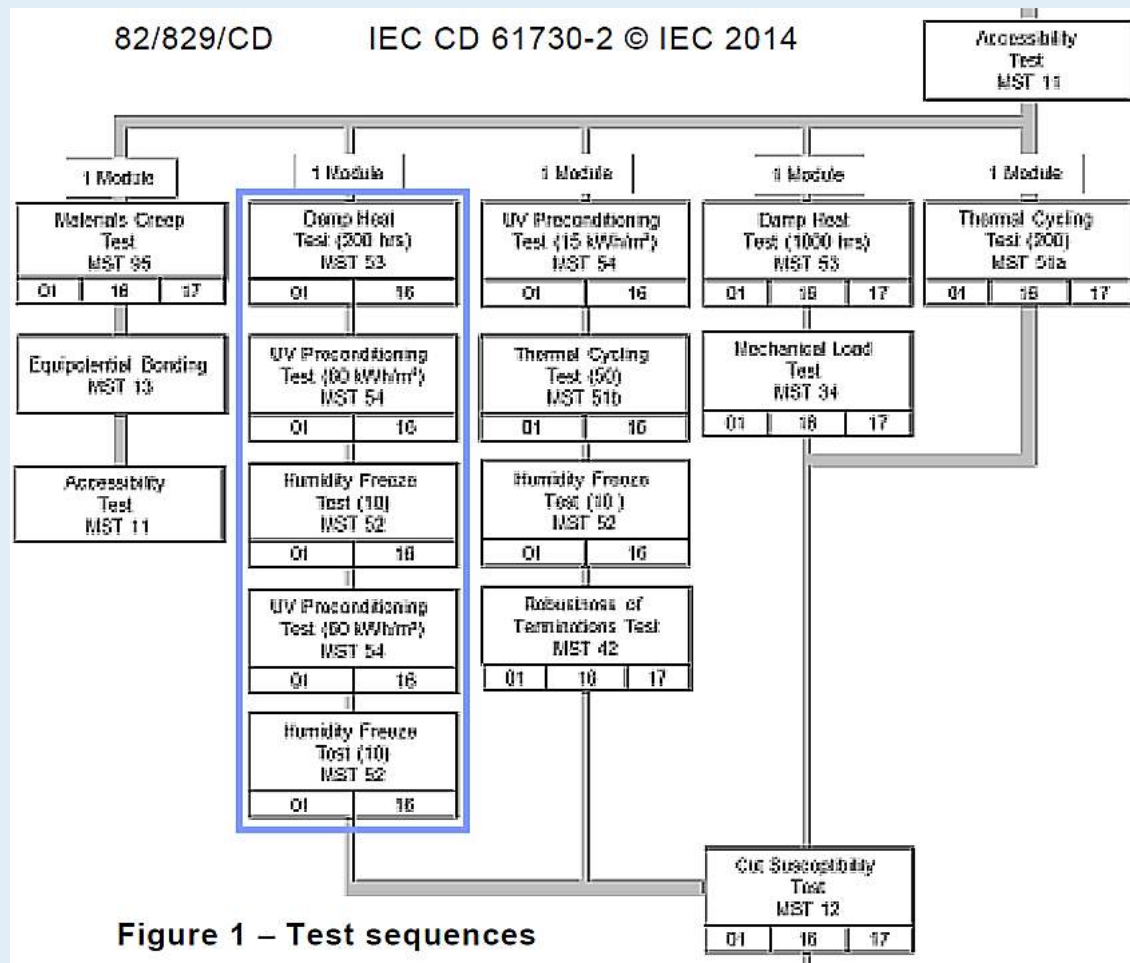 82/829/CD
IEC CD 61730-2 © IEC 2014
Accessibility
Test
MST 11
1 Module
Materials Creep
Test
01 16 17
Equipotential Bonding
MST 13
Accessibility
Test
MST 11
1 Module
Damp Heat
Test (200 hrs)
MST 53
01 16
UV Preconditioning
Test (60 kWh/m²)
MST 54
01 16
Humidity Freeze
Test (10)
MST 52
01 16
UV Preconditioning
Test (60 kWh/m²)
MST 54
01 16
Humidity Freeze
Test (10)
MST 52
01 16
1 Module
UV Preconditioning
Test (15 kWh/m²)
MST 54
01 16
Thermal Cycling
Test (50)
MST 51b
01 16
Humidity Freeze
Test (10 )
MST 52
01 16
Robustness of
Terminations Test
MST 42
01 16 17
1 Module
Damp Heat
Test (1000 hrs)
MST 53
01 16 17
Mechanical Load
Test
MST 34
01 16 17
1 Module
Thermal Cycling
Test (200)
MST 51a
01 16 17
Cut Susceptibility
Test
MST 12
01 16 17
Figure 1 – Test sequences